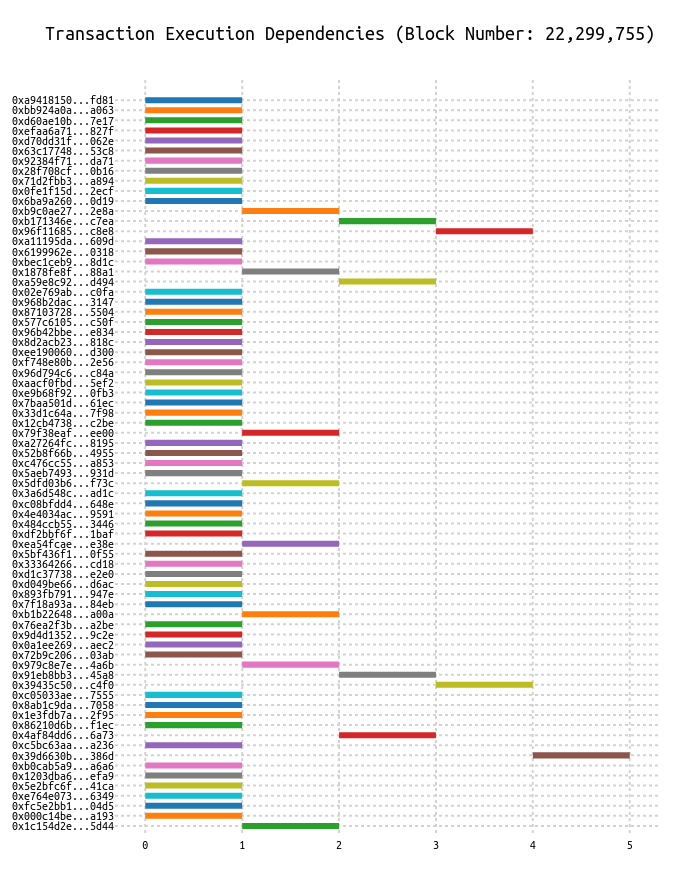 Transaction Execution Dependencies (Block Number: 22,299,755)
0xa9418150...fd81
0xbb924a0a...a063
0xd60ae10b...7e17
0xefaa6a71...827f
0xd70dd31f...062e
0x63c17748...53c8
0x92384f71...da71
0x28f708cf...0b16
0x71d2fbb3...a894
0x0fe1f15d...2ecf
0x6ba9a260...0d19
0xb9c0ae27...2e8a
0xb171346e...c7ea
0x96f11685...c8e8
0xa11195da...609d
0x6199962e...0318
0xbec1ceb9...8d1c
0x1878fe8f...88a1
0xa59e8c92...d494
0x02e769ab...c0fa
0x968b2dac...3147
0x87103728...5504
0x577c6105...c50f
0x96b42bbe...e834
0x8d2acb23...818c
0xee190060...d300
0xf748e80b...2e56
0x96d794c6...c84a
0xaacf0fbd...5ef2
0xe9b68f92...0fb3
0x7baa501d...61ec
0x33d1c64a...7f98
0x12cb4738...c2be
0x79f38eaf...ee00
0xa27264fc...8195
0x52b8f66b...4955
0xc476cc55...a853
0x5aeb7493...931d
0x5dfd03b6...f73c
0x3a6d548c...ad1c
0xc08bfdd4...648e
0x4e4034ac...9591
0x484ccb55...3446
0xdf2bbf6f...1baf
0xea54fcae...e38e
0x5bf436f1...0f55
0x33364266...cd18
0xd1c37738...e2e0
0xd049be66...d6ac
0x893fb791...947e
0x7f18a93a...84eb
0xb1b22648...a00a
0x76ea2f3b...a2be
0x9d4d1352...9c2e
0x0a1ee269...aec2
0x72b9c206...03ab
0x979c8e7e...4a6b
0x91eb8bb3...45a8
0x39435c50...c4f0
0xc05033ae...7555
0x8ab1c9da...7058
0x1e3fdb7a...2f95
0x86210d6b...f1ec
0x4af84dd6...6a73
0xc5bc63aa...a236
0x39d6630b...386d
0xb0cab5a9...a6a6
0x1203dba6...efa9
0x5e2bfc6f...41ca
0xe764e073...6349
0xfc5e2bb1...04d5
0x000c14be...a193
0x1c154d2e...5d44
0 1 2 3 4 5